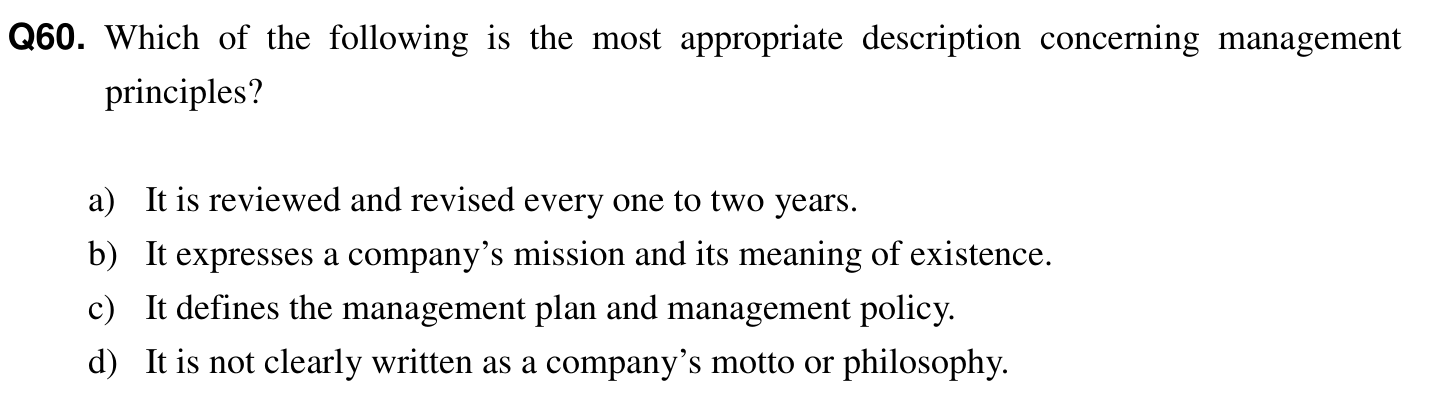 Q60. Which of the following is the most appropriate description concerning management
principles?
a) It is reviewed and revised every one to two years.
b) It expresses a company’s mission and its meaning of existence.
c) It defines the management plan and management policy.
d) It is not clearly written as a company’s motto or philosophy.